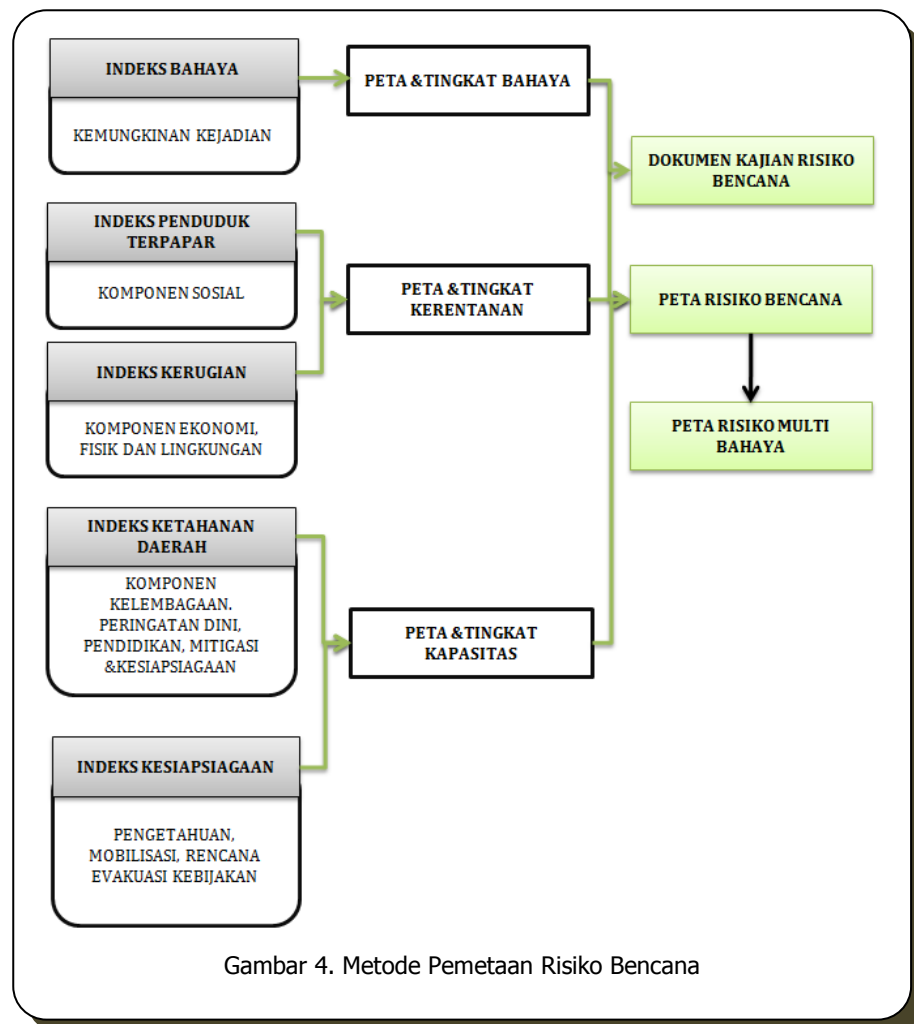 INDEKS BAHAYA
KEMUNGKINAN KEJADIAN
PETA &TINGKAT BAHAYA
INDEKS PENDUDUK
TERPAPAR
KOMPONEN SOSIAL
INDEKS KERUGIAN
KOMPONEN EKONOMI,
FISIK DAN LINGKUNGAN
PETA &TINGKAT
KERENTANAN
INDEKS KETAHANAN
DAERAH
KOMPONEN
KELEMBAGAAN.
PERINGATAN DINI,
PENDIDIKAN, MITIGASI
&KESIAPSIAGAAN
INDEKS KESIAPSIAGAAN
PENGETAHUAN,
MOBILISASI, RENCANA
EVAKUASI KEBIJAKAN
PETA &TINGKAT
KAPASITAS
DOKUMEN KAJIAN RISIKO
BENCANA
PETA RISIKO BENCANA
PETA RISIKO MULTI
BAHAYA
Gambar 4. Metode Pemetaan Risiko Bencana